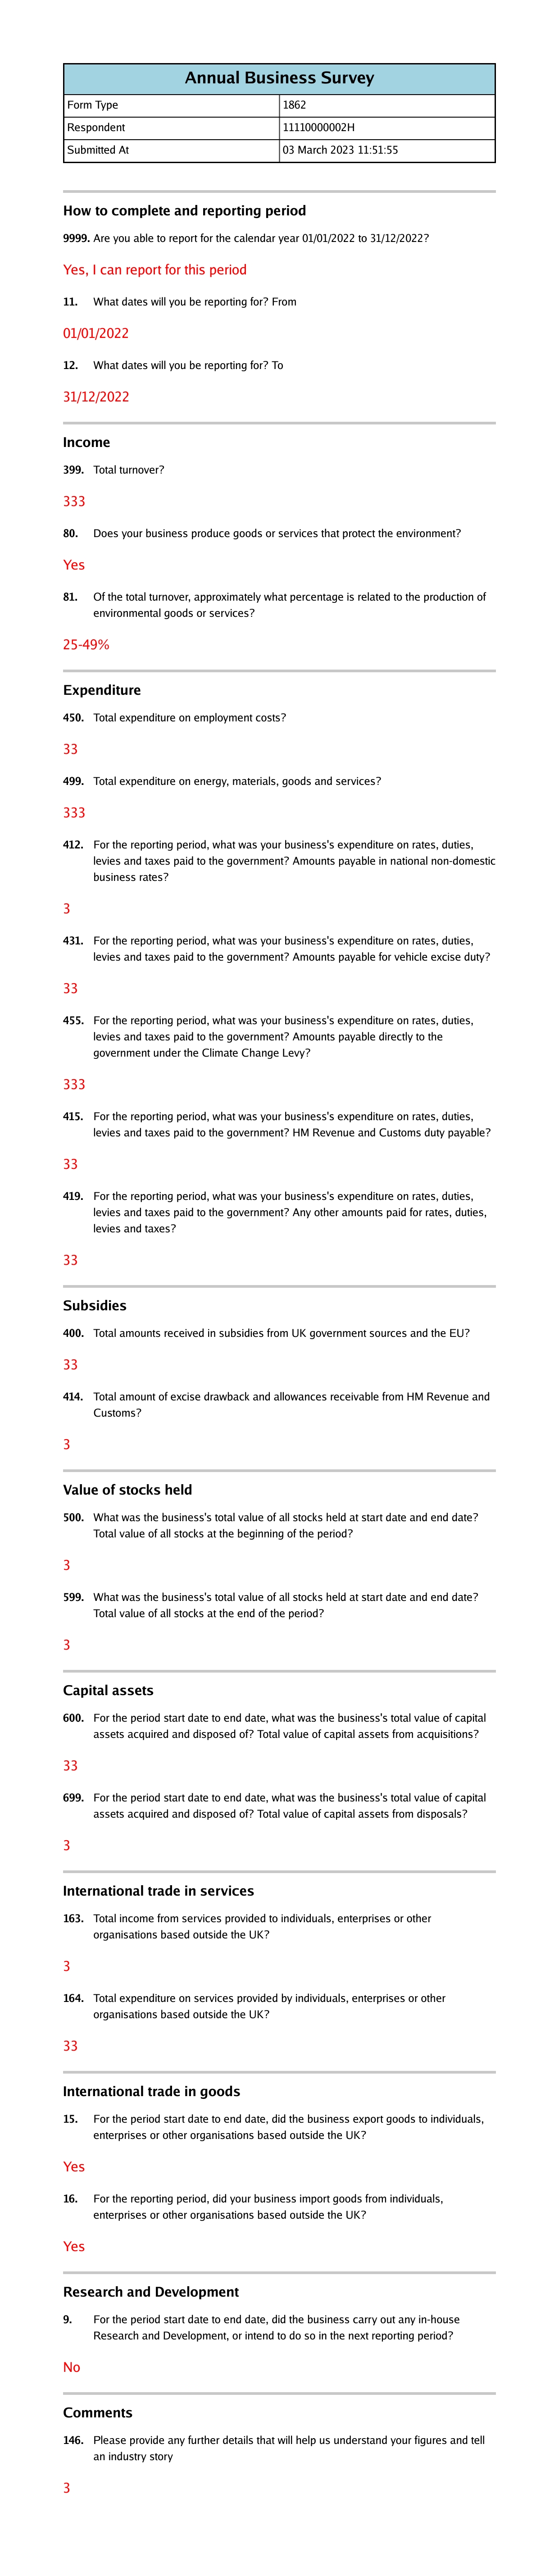 Annual Business Survey
Form Type 1862
Respondent 11110000002H
Submitted At 03 March 2023 11:51:55
How to complete and reporting period
9999. Are you able to report for the calendar year 01/01/2022 to 31/12/2022?
Yes, I can report for this period
11. What dates will you be reporting for? From
01/01/2022
12. What dates will you be reporting for? To
31/12/2022
Income
399. Total turnover?
333
80. Does your business produce goods or services that protect the environment?
Yes
81. Of the total turnover, approximately what percentage is related to the production of
environmental goods or services?
25-49%
Expenditure
450. Total expenditure on employment costs?
33
499. Total expenditure on energy, materials, goods and services?
333
412. For the reporting period, what was your business's expenditure on rates, duties,
levies and taxes paid to the government? Amounts payable in national non-domestic
business rates?
3
431. For the reporting period, what was your business's expenditure on rates, duties,
levies and taxes paid to the government? Amounts payable for vehicle excise duty?
33
455. For the reporting period, what was your business's expenditure on rates, duties,
levies and taxes paid to the government? Amounts payable directly to the
government under the Climate Change Levy?
333
415. For the reporting period, what was your business's expenditure on rates, duties,
levies and taxes paid to the government? HM Revenue and Customs duty payable?
33
419. For the reporting period, what was your business's expenditure on rates, duties,
levies and taxes paid to the government? Any other amounts paid for rates, duties,
levies and taxes?
33
Subsidies
400. Total amounts received in subsidies from UK government sources and the EU?
33
414. Total amount of excise drawback and allowances receivable from HM Revenue and
Customs?
3
Value of stocks held
500. What was the business's total value of all stocks held at start date and end date?
Total value of all stocks at the beginning of the period?
3
599. What was the business's total value of all stocks held at start date and end date?
Total value of all stocks at the end of the period?
3
Capital assets
600. For the period start date to end date, what was the business's total value of capital
assets acquired and disposed of? Total value of capital assets from acquisitions?
33
699. For the period start date to end date, what was the business's total value of capital
assets acquired and disposed of? Total value of capital assets from disposals?
3
International trade in services
163. Total income from services provided to individuals, enterprises or other
organisations based outside the UK?
3
164. Total expenditure on services provided by individuals, enterprises or other
organisations based outside the UK?
33
International trade in goods
15. For the period start date to end date, did the business export goods to individuals,
enterprises or other organisations based outside the UK?
Yes
16. For the reporting period, did your business import goods from individuals,
enterprises or other organisations based outside the UK?
Yes
Research and Development
9. For the period start date to end date, did the business carry out any in-house
Research and Development, or intend to do so in the next reporting period?
No
Comments
146. Please provide any further details that will help us understand your figures and tell
an industry story
3